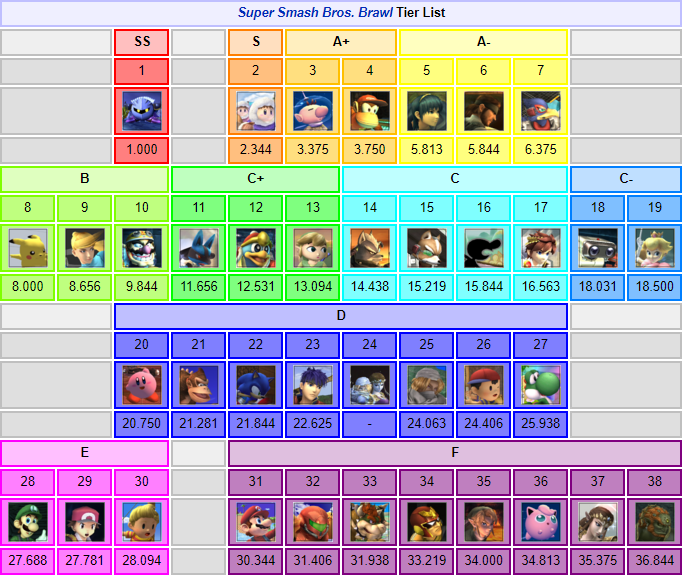 Super Smash Bros. Brawl Tier List
SS S A+ A-
1 2 3 4 5 6 7
1.000 2.344 3.375 3.750 5.813 5.844 6.375
B C+ C C-
8 9 10 11 12 13 14 15 16 17 18 19
8.000 8.656 9.844 11.656 12.531 13.094 14.438 15.219 15.844 16.563 18.031 18.500
D
20 21 22 23 24 25 26 27
20.750 21.281 21.844 22.625 - 24.063 24.406 25.938
E F
28 29 30 31 32 33 34 35 36 37 38
27.688 27.781 28.094 30.344 31.406 31.938 33.219 34.000 34.813 35.375 36.844